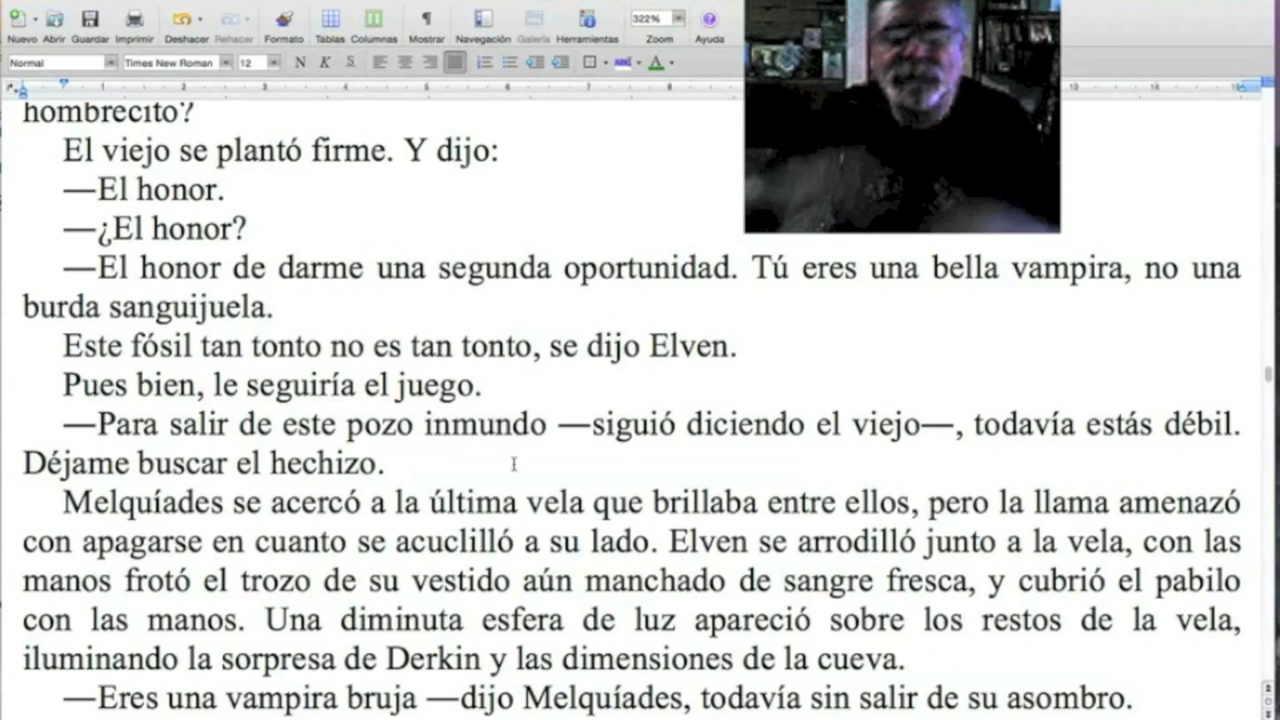 Nuevo Abrir Guardar Imprimir Deshacer Rehacer Formato Tablas Columnas Mostrar Navegación Galería Herramientas 322% Zoom Ayuda
Normal Times New Roman 12 N K S
hombrecito?
El viejo se plantó firme. Y dijo:
—El honor.
—¿El honor?
—El honor de darme una segunda oportunidad. Tú eres una bella vampira, no una
burda sanguijuela.
Este fósil tan tonto no es tan tonto, se dijo Elven.
Pues bien, le seguiría el juego.
—Para salir de este pozo inmundo —siguió diciendo el viejo—, todavía estás débil.
Déjame buscar el hechizo.
Melquíades se acercó a la última vela que brillaba entre ellos, pero la llama amenazó
con apagarse en cuanto se acuclilló a su lado. Elven se arrodilló junto a la vela, con las
manos frotó el trozo de su vestido aún manchado de sangre fresca, y cubrió el pabilo
con las manos. Una diminuta esfera de luz apareció sobre los restos de la vela,
iluminando la sorpresa de Derkin y las dimensiones de la cueva.
—Eres una vampira bruja —dijo Melquíades, todavía sin salir de su asombro.